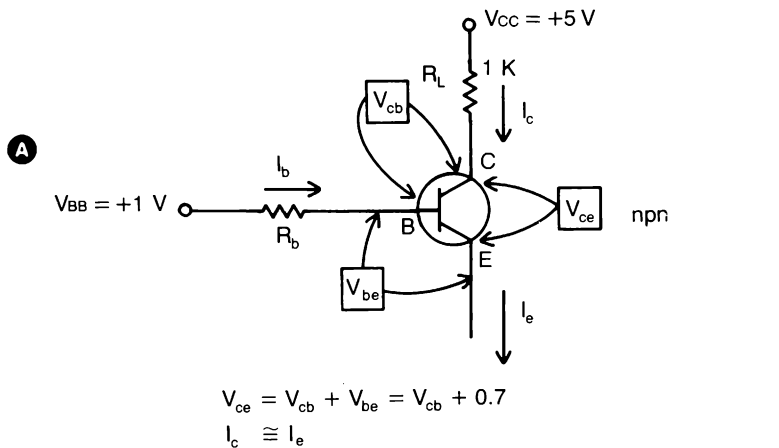 VCC = +5 V
RL 1 K
Vcb
Ic
A
C
Ib
VBB = +1 V
Vce
npn
B
Rb
E
Vbe
Ie
Vce = Vcb + Vbe = Vcb + 0.7
Ic ≅ Ie